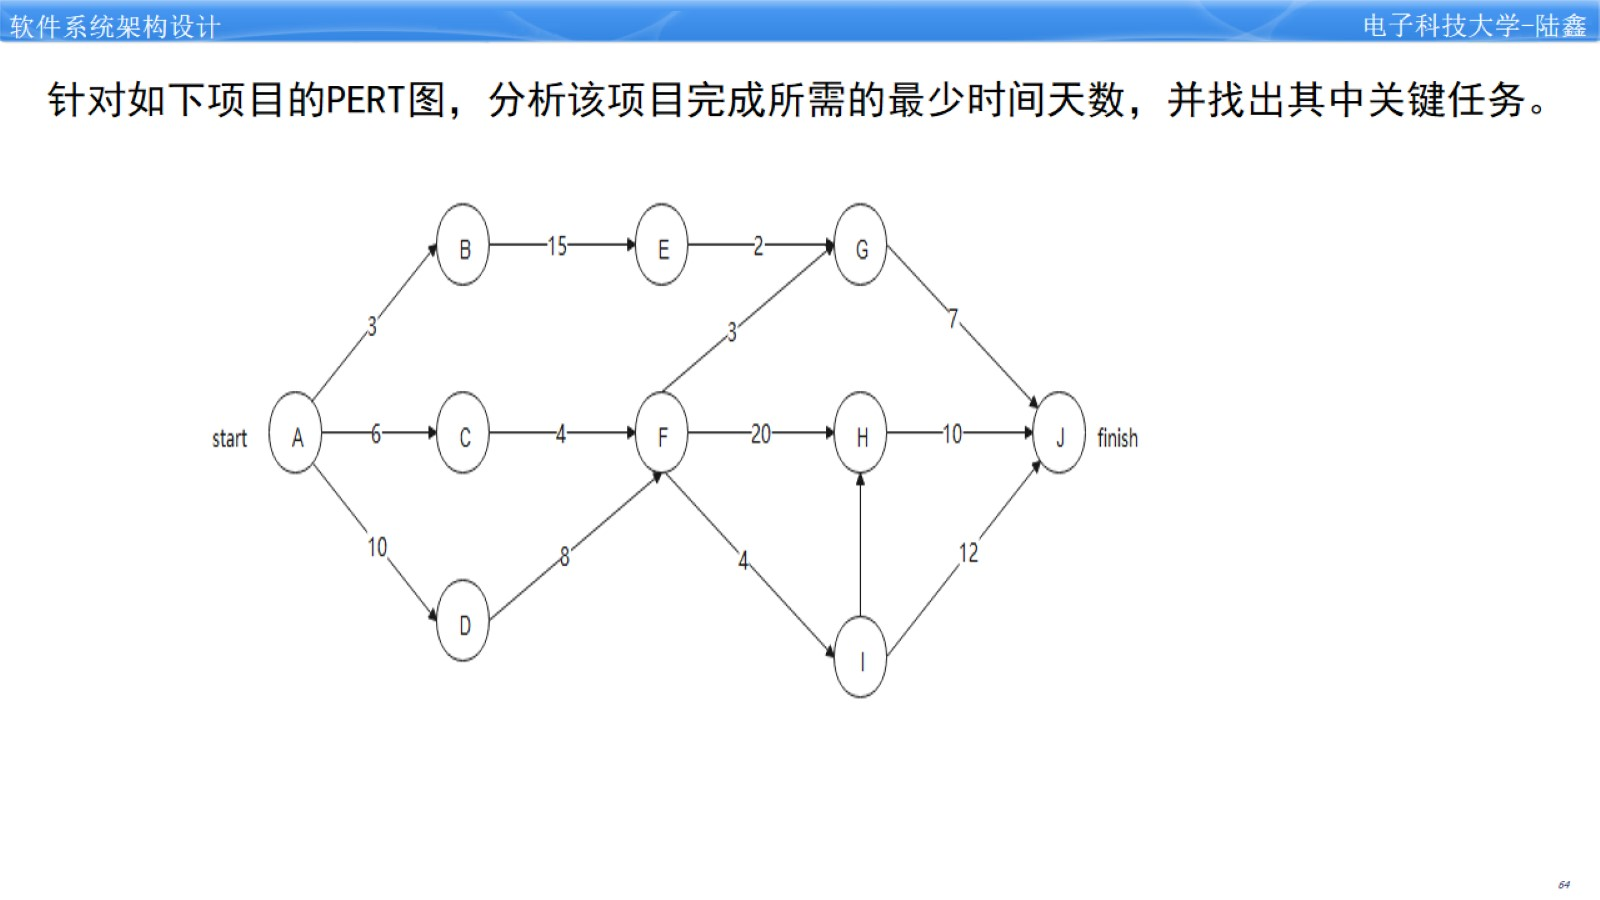 软件系统架构设计
电子科技大学-陆鑫
针对如下项目的PERT图，分析该项目完成所需的最少时间天数，并找出其中关键任务。
B 15 E 2 G
3 3 7
start A 6 C 4 F 20 H 10 J finish
10 8 4 12
D
I
64